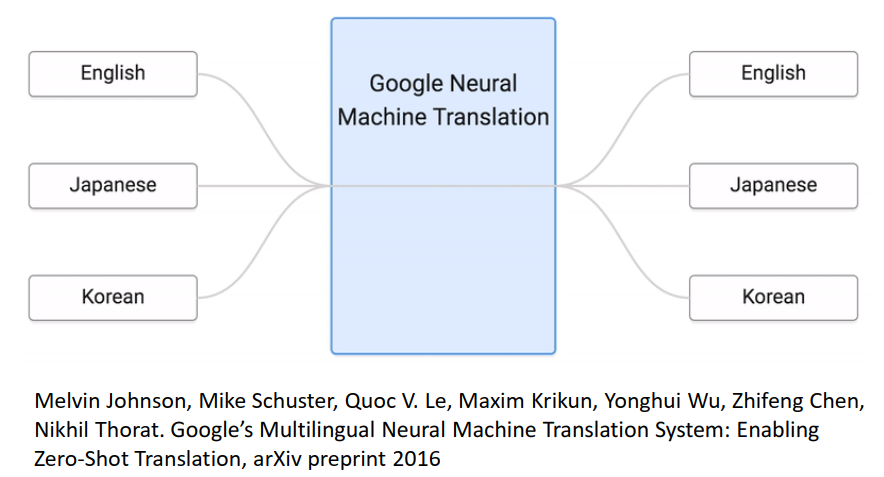 English
Japanese
Korean
Google Neural
Machine Translation
English
Japanese
Korean
Melvin Johnson, Mike Schuster, Quoc V. Le, Maxim Krikun, Yonghui Wu, Zhifeng Chen,
Nikhil Thorat. Google’s Multilingual Neural Machine Translation System: Enabling
Zero-Shot Translation, arXiv preprint 2016